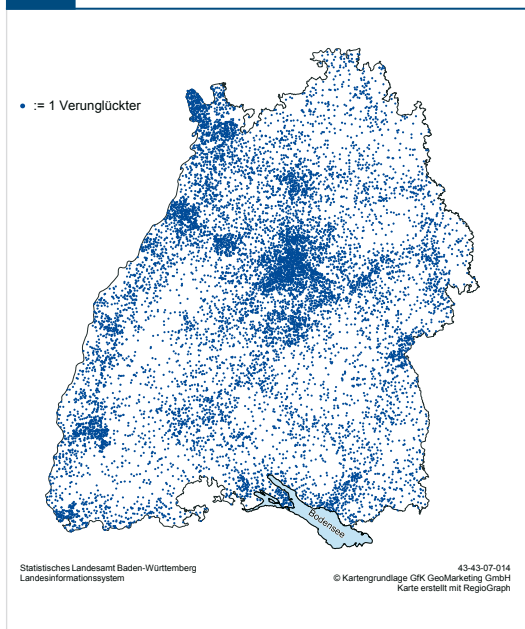 := 1 Verunglückter
Bodensee
Statistisches Landesamt Baden-Württemberg
Landesinformationssystem
43-43-07-014
© Kartengrundlage GfK GeoMarketing GmbH
Karte erstellt mit RegioGraph